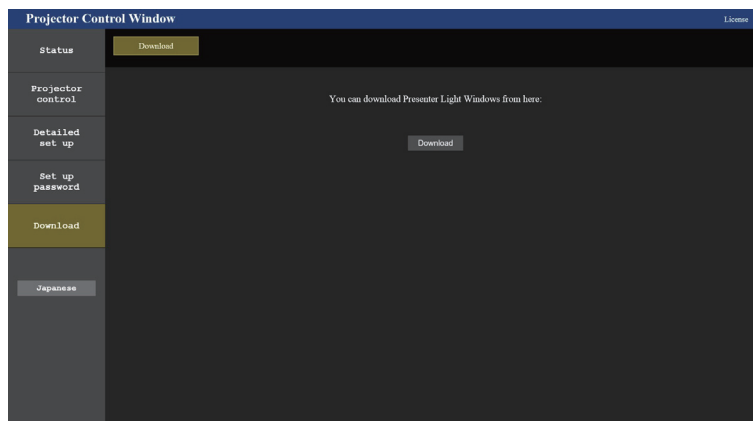 Projector Control Window
License
Status
Download
Projector
control
You can download Presenter Light Windows from here:
Detailed
set up
Download
Set up
password
Download
Japanese